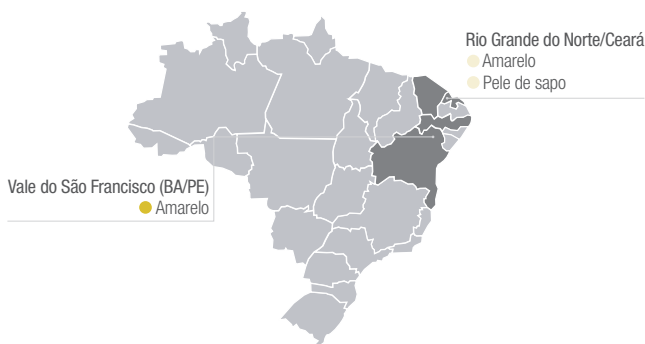 Rio Grande do Norte/Ceará
Amarelo
Pele de sapo
Vale do São Francisco (BA/PE)
Amarelo